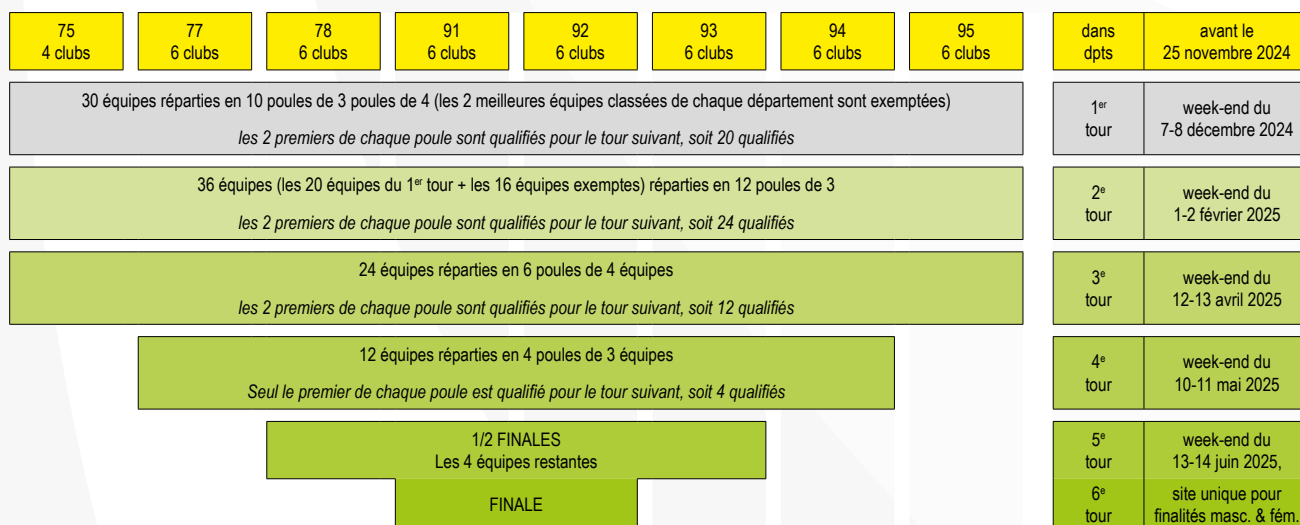 75
4 clubs
77
6 clubs
78
6 clubs
91
6 clubs
92
6 clubs
93
6 clubs
94
6 clubs
95
6 clubs
dans
dpts
avant le
25 novembre 2024
30 équipes réparties en 10 poules de 3 poules de 4 (les 2 meilleures équipes classées de chaque département sont exemptées)
les 2 premiers de chaque poule sont qualifiés pour le tour suivant, soit 20 qualifiés
1er
tour
week-end du
7-8 décembre 2024
36 équipes (les 20 équipes du 1er tour + les 16 équipes exemptes) réparties en 12 poules de 3
les 2 premiers de chaque poule sont qualifiés pour le tour suivant, soit 24 qualifiés
2e
tour
week-end du
1-2 février 2025
24 équipes réparties en 6 poules de 4 équipes
les 2 premiers de chaque poule sont qualifiés pour le tour suivant, soit 12 qualifiés
3e
tour
week-end du
12-13 avril 2025
12 équipes réparties en 4 poules de 3 équipes
Seul le premier de chaque poule est qualifié pour le tour suivant, soit 4 qualifiés
4e
tour
week-end du
10-11 mai 2025
1/2 FINALES
Les 4 équipes restantes
5e
tour
week-end du
13-14 juin 2025,
FINALE
6e
tour
site unique pour
finalités masc. & fém.